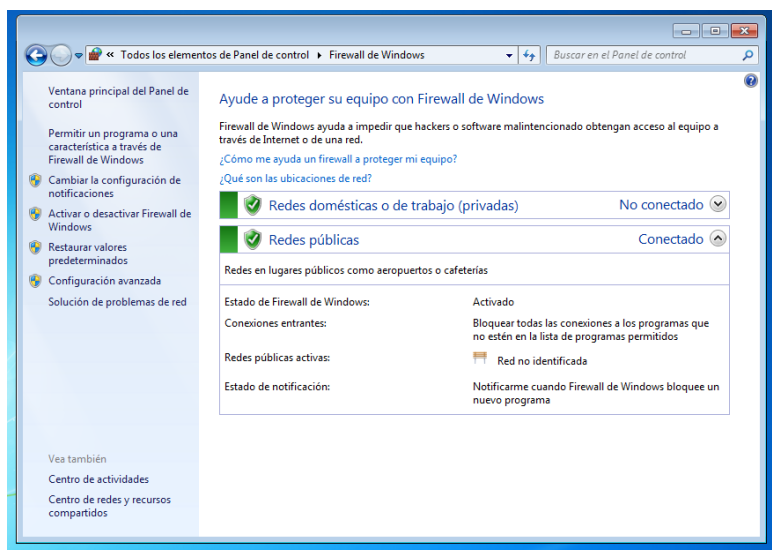 « Todos los elementos de Panel de control ▸ Firewall de Windows
Buscar en el Panel de control
Ventana principal del Panel de
control
Permitir un programa o una
característica a través de
Firewall de Windows
Cambiar la configuración de
notificaciones
Activar o desactivar Firewall de
Windows
Restaurar valores
predeterminados
Configuración avanzada
Solución de problemas de red
Vea también
Centro de actividades
Centro de redes y recursos
compartidos
Ayude a proteger su equipo con Firewall de Windows
Firewall de Windows ayuda a impedir que hackers o software malintencionado obtengan acceso al equipo a
través de Internet o de una red.
¿Cómo me ayuda un firewall a proteger mi equipo?
¿Qué son las ubicaciones de red?
Redes domésticas o de trabajo (privadas) No conectado
Redes públicas Conectado
Redes en lugares públicos como aeropuertos o cafeterías
Estado de Firewall de Windows: Activado
Conexiones entrantes: Bloquear todas las conexiones a los programas que
no estén en la lista de programas permitidos
Redes públicas activas: Red no identificada
Estado de notificación: Notificarme cuando Firewall de Windows bloquee un
nuevo programa